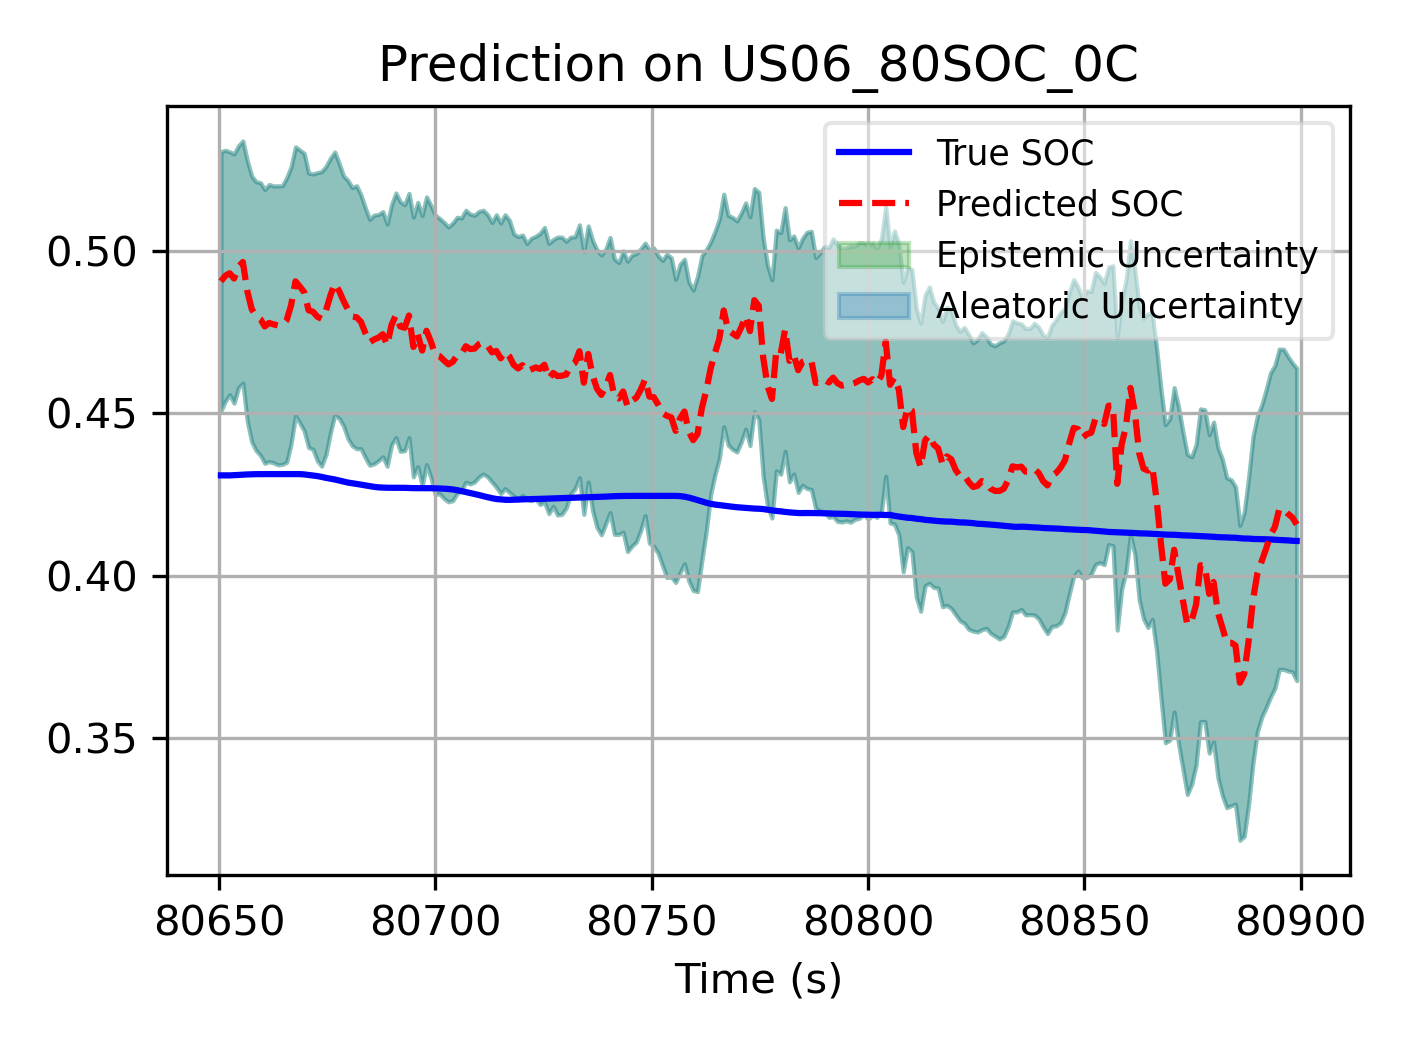 Prediction on US06_80SOC_0C
True SOC
Predicted SOC
Epistemic Uncertainty
Aleatoric Uncertainty
0.50
0.45
0.40
0.35
80650 80700 80750 80800 80850 80900
Time (s)